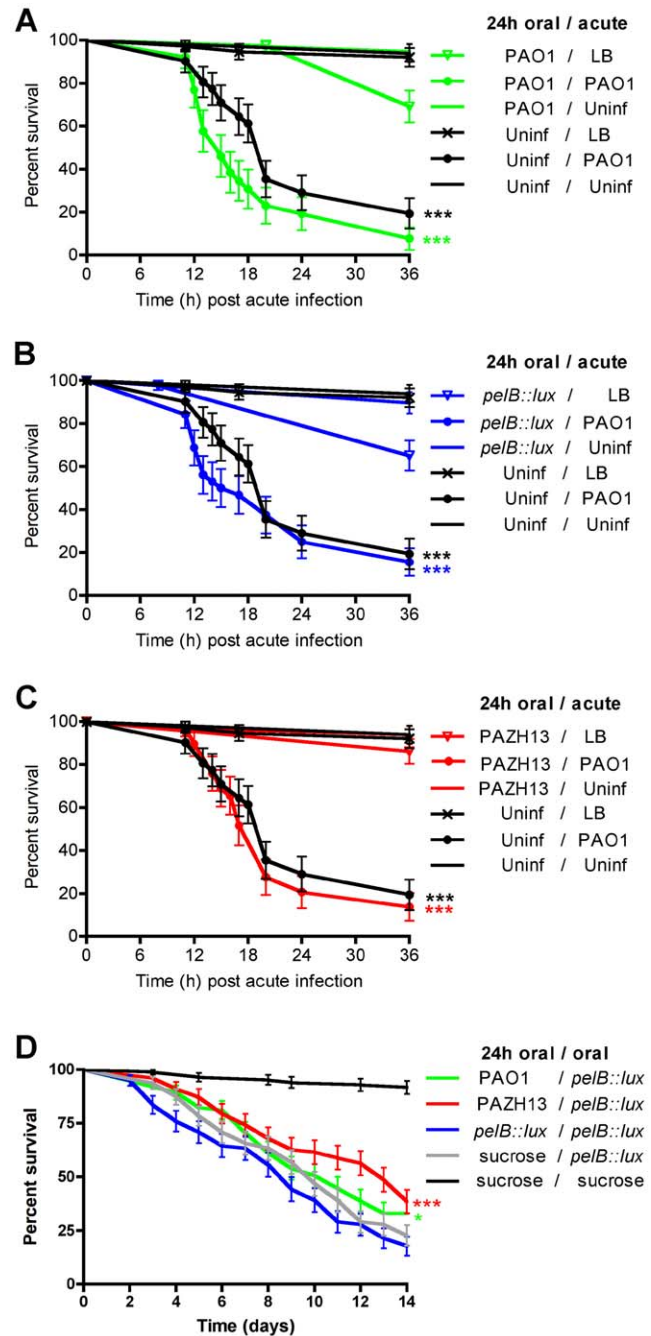 A
24h oral / acute
100
80
60
40
20
0
Percent survival
PAO1 / LB
PAO1 / PAO1
PAO1 / Uninf
Uninf / LB
Uninf / PAO1
Uninf / Uninf
***
***
0 6 12 18 24 30 36
Time (h) post acute infection
B
24h oral / acute
100
80
60
40
20
0
Percent survival
pelB::lux / LB
pelB::lux / PAO1
pelB::lux / Uninf
Uninf / LB
Uninf / PAO1
Uninf / Uninf
***
***
0 6 12 18 24 30 36
Time (h) post acute infection
C
24h oral / acute
100
80
60
40
20
0
Percent survival
PAZH13 / LB
PAZH13 / PAO1
PAZH13 / Uninf
Uninf / LB
Uninf / PAO1
Uninf / Uninf
***
***
0 6 12 18 24 30 36
Time (h) post acute infection
D
24h oral / oral
100
75
50
25
0
Percent survival
PAO1 / pelB::lux
PAZH13 / pelB::lux
pelB::lux / pelB::lux
sucrose / pelB::lux
sucrose / sucrose
***
*
0 2 4 6 8 10 12 14
Time (days)